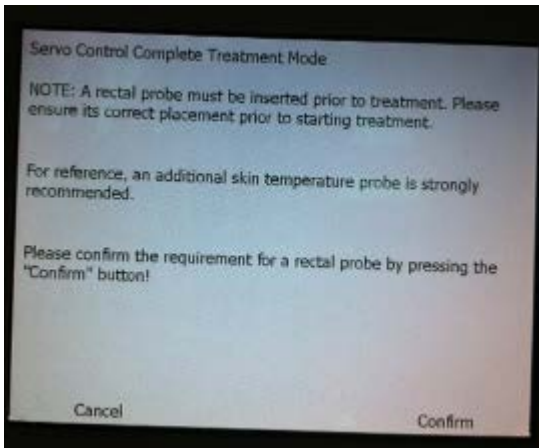 Servo Control Complete Treatment Mode
NOTE: A rectal probe must be inserted prior to treatment. Please
ensure its correct placement prior to starting treatment.
For reference, an additional skin temperature probe is strongly
recommended.
Please confirm the requirement for a rectal probe by pressing the
"Confirm" button!
Cancel
Confirm